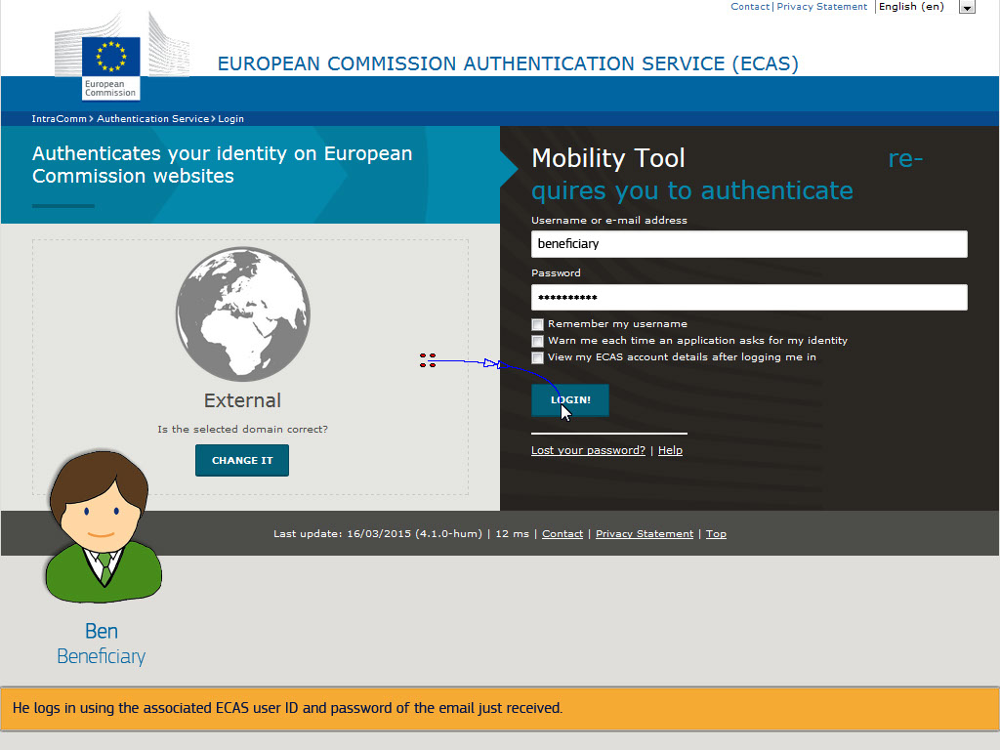 Contact | Privacy Statement
English (en)
EUROPEAN COMMISSION AUTHENTICATION SERVICE (ECAS)
European
Commission
IntraComm > Authentication Service > Login
Authenticates your identity on European
Commission websites
External
Is the selected domain correct?
CHANGE IT
Mobility Tool re-
quires you to authenticate
Username or e-mail address
beneficiary
Password
**********
Remember my username
Warn me each time an application asks for my identity
View my ECAS account details after logging me in
LOGIN!
Lost your password? | Help
Last update: 16/03/2015 (4.1.0-hum) | 12 ms | Contact | Privacy Statement | Top
Ben
Beneficiary
He logs in using the associated ECAS user ID and password of the email just received.